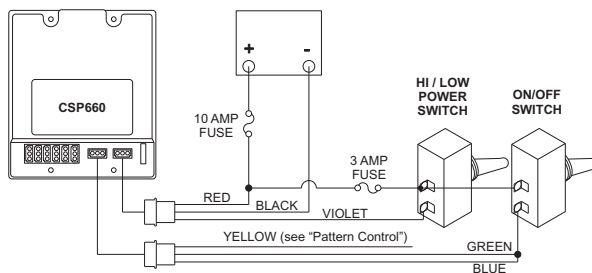 CSP660
+ -
10 AMP
FUSE
3 AMP
FUSE
HI / LOW
POWER
SWITCH
ON/OFF
SWITCH
RED
BLACK
VIOLET
YELLOW (see “Pattern Control”)
GREEN
BLUE